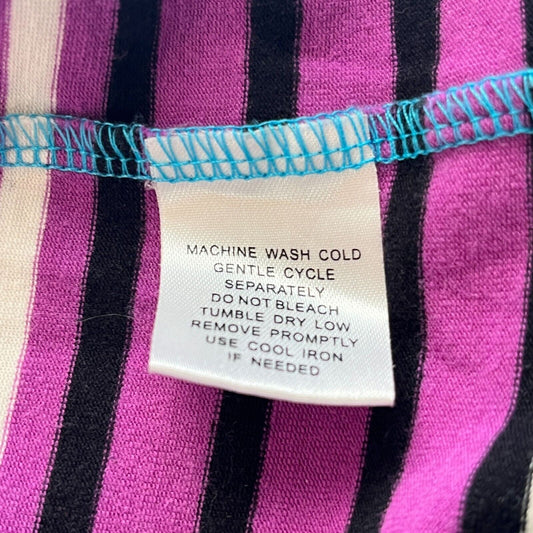 MACHINE WASH COLD
GENTLE CYCLE
SEPARATELY
DO NOT BLEACH
TUMBLE DRY LOW
REMOVE PROMPTLY
USE COOL IRON
IF NEEDED